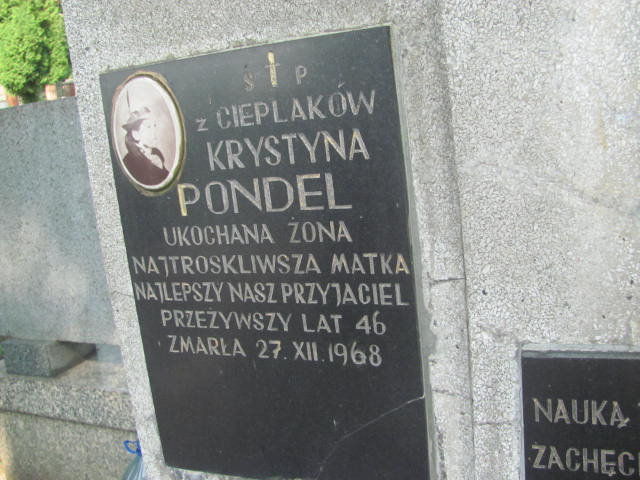 Ś P
z CIEPLAKÓW
KRYSTYNA
PONDEL
UKOCHANA ŻONA
NAJTROSKLIWSZA MATKA
NAJLEPSZY NASZ PRZYJACIEL
PRZEŻYWSZY LAT 46
ZMARŁA 27.XII.1968
NAUKĄ
ZACHĘC